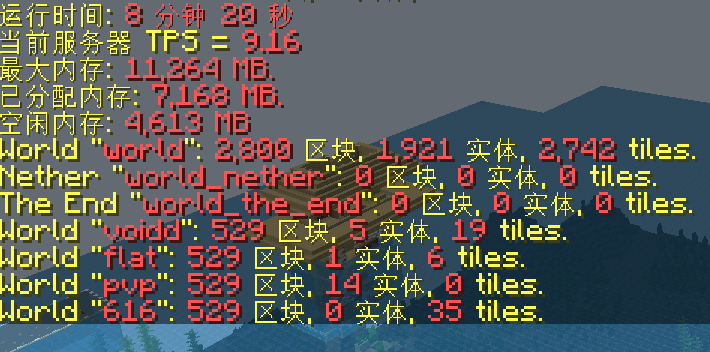 运行时间: 8 分钟 20 秒
当前服务器 TPS = 9.16
最大内存: 11,264 MB.
已分配内存: 7,168 MB.
空闲内存: 4,613 MB
World "world": 2,800 区块, 1,921 实体, 2,742 tiles.
Nether "world_nether": 0 区块, 0 实体, 0 tiles.
The End "world_the_end": 0 区块, 0 实体, 0 tiles.
World "voidd": 529 区块, 5 实体, 19 tiles.
World "flat": 529 区块, 1 实体, 6 tiles.
World "pvp": 529 区块, 14 实体, 0 tiles.
World "616": 529 区块, 0 实体, 35 tiles.